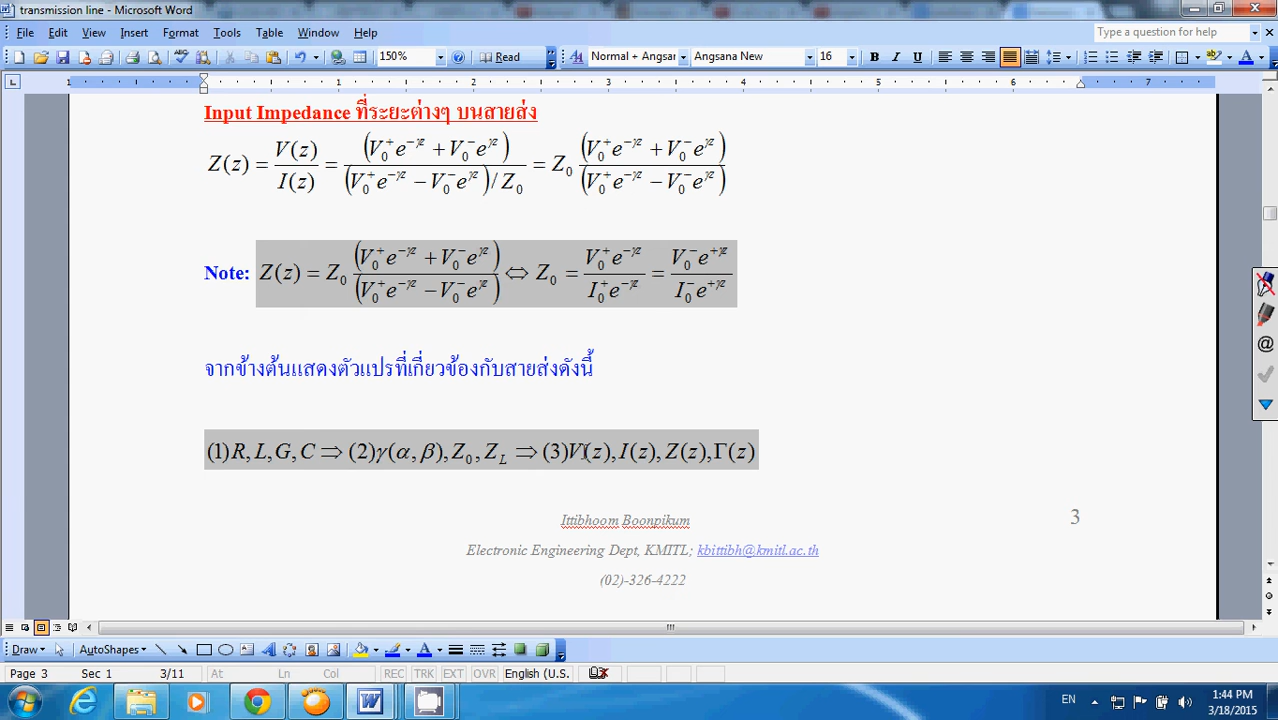 transmission line - Microsoft Word
File Edit View Insert Format Tools Table Window Help Type a question for help
150% Read Normal + Angsar Angsana New 16 B I U
1 1 2 3 4 5 6 7
Input Impedance ที่ระยะต่างๆ บนสายส่ง
Z(z) = V(z) / I(z) = (V₀⁺e^{-γz} + V₀⁻e^{γz}) / ((V₀⁺e^{-γz} − V₀⁻e^{γz}) / Z₀) = Z₀ (V₀⁺e^{-γz} + V₀⁻e^{γz}) / (V₀⁺e^{-γz} − V₀⁻e^{γz})
Note: Z(z) = Z₀ (V₀⁺e^{-γz} + V₀⁻e^{γz}) / (V₀⁺e^{-γz} − V₀⁻e^{γz}) ⇔ Z₀ = V₀⁺e^{-γz} / I₀⁺e^{-γz} = V₀⁻e^{+γz} / I₀⁻e^{+γz}
จากข้างต้นแสดงตัวแปรที่เกี่ยวข้องกับสายส่งดังนี้
(1)R, L, G, C ⇒ (2)γ(α, β), Z₀, Z_L ⇒ (3)V(z), I(z), Z(z), Γ(z)
Ittibhoom Boonpikum
3
Electronic Engineering Dept, KMITL; kbittibh@kmitl.ac.th
(02)-326-4222
Draw AutoShapes
Page 3 Sec 1 3/11 At Ln Col REC TRK EXT OVR English (U.S.
EN 1:44 PM
3/18/2015